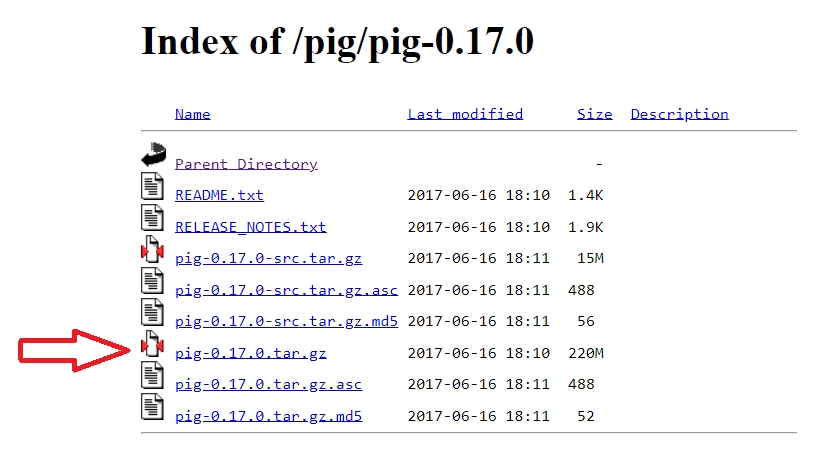 Index of /pig/pig-0.17.0
Name Last modified Size Description
Parent Directory -
README.txt 2017-06-16 18:10 1.4K
RELEASE_NOTES.txt 2017-06-16 18:10 1.9K
pig-0.17.0-src.tar.gz 2017-06-16 18:11 15M
pig-0.17.0-src.tar.gz.asc 2017-06-16 18:11 488
pig-0.17.0-src.tar.gz.md5 2017-06-16 18:11 56
pig-0.17.0.tar.gz 2017-06-16 18:10 220M
pig-0.17.0.tar.gz.asc 2017-06-16 18:11 488
pig-0.17.0.tar.gz.md5 2017-06-16 18:11 52